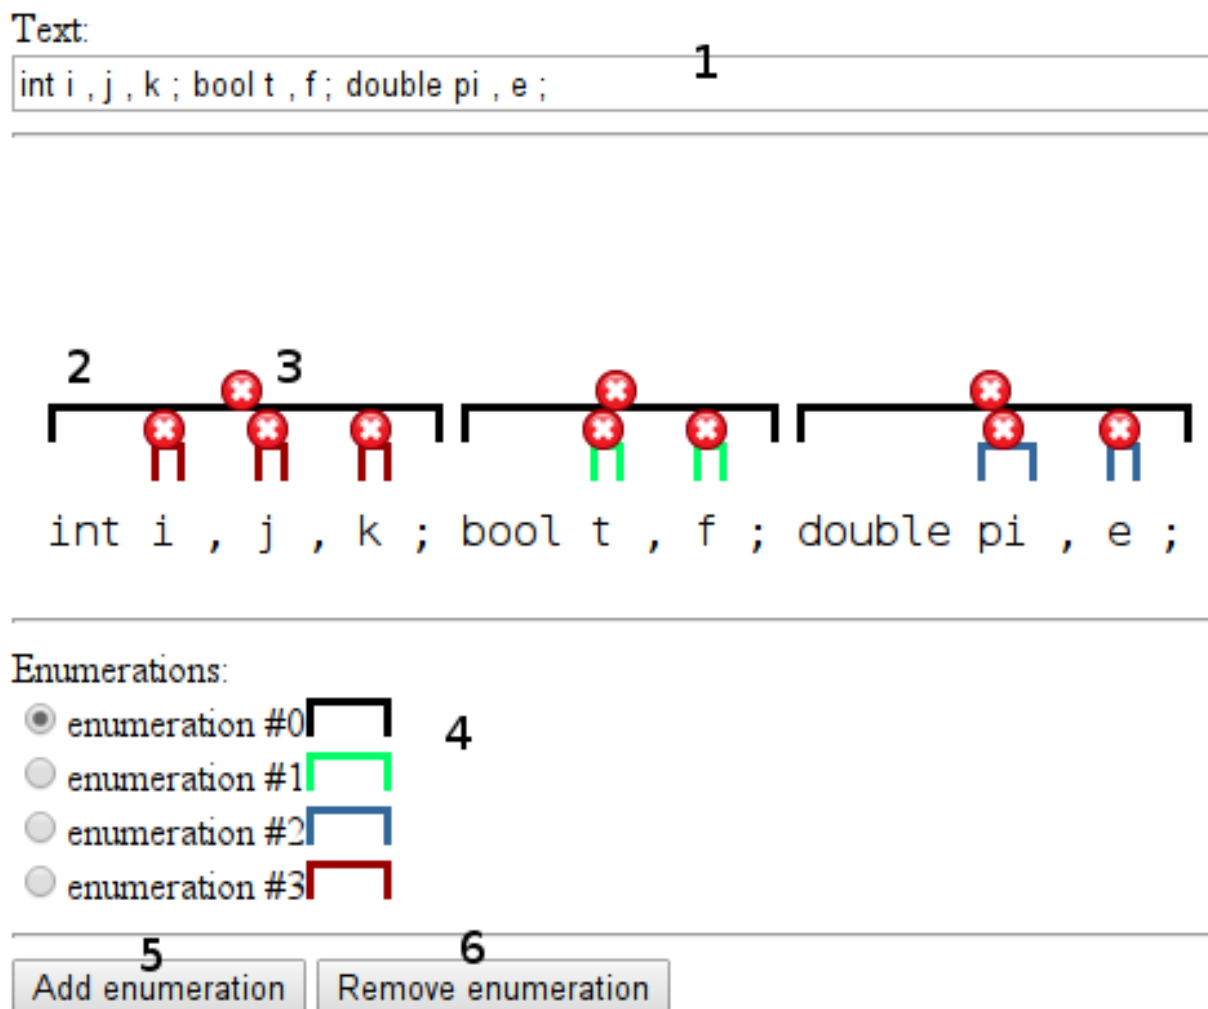 Text:
1
int i , j , k ; bool t , f ; double pi , e ;
2 3
int i , j , k ; bool t , f ; double pi , e ;
Enumerations:
enumeration #0
4
enumeration #1
enumeration #2
enumeration #3
5 6
Add enumeration Remove enumeration